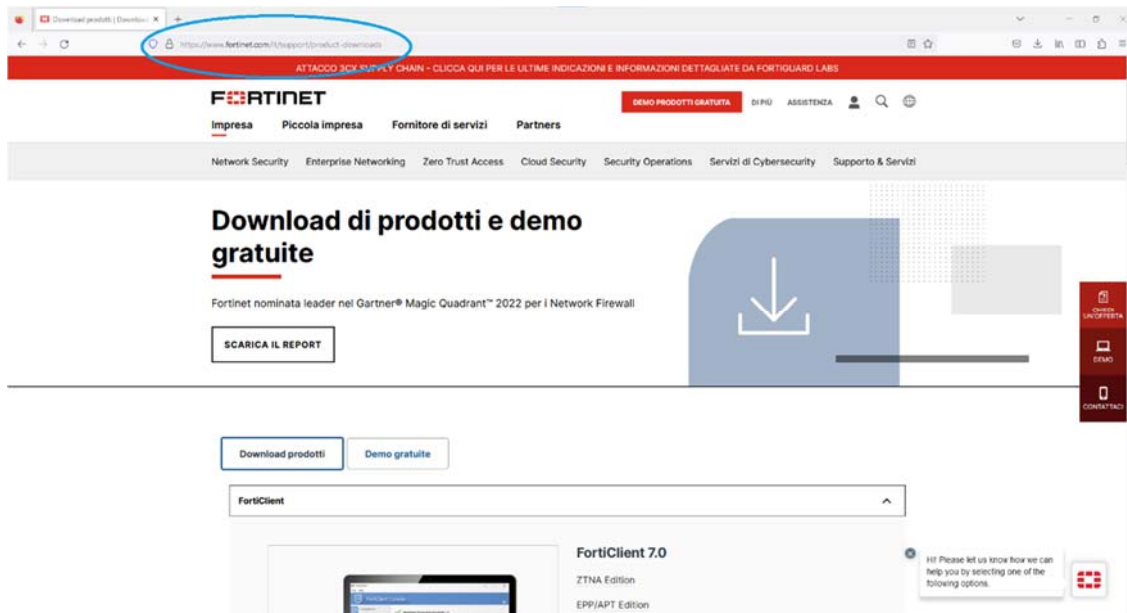 Download prodotti | Download
https://www.fortinet.com/it/support/product-downloads
ATTACCO 3CX SUPPLY CHAIN - CLICCA QUI PER LE ULTIME INDICAZIONI E INFORMAZIONI DETTAGLIATE DA FORTIGUARD LABS
FORTINET
DEMO PRODOTTI GRATUITA DI PIÙ ASSISTENZA
Impresa Piccola impresa Fornitore di servizi Partners
Network Security Enterprise Networking Zero Trust Access Cloud Security Security Operations Servizi di Cybersecurity Supporto & Servizi
Download di prodotti e demo
gratuite
Fortinet nominata leader nel Gartner® Magic Quadrant™ 2022 per i Network Firewall
SCARICA IL REPORT
CHIEDI
UN'OFFERTA
DEMO
CONTATTACI
Download prodotti Demo gratuite
FortiClient
FortiClient 7.0
ZTNA Edition
EPP/APT Edition
Hi! Please let us know how we can
help you by selecting one of the
following options.